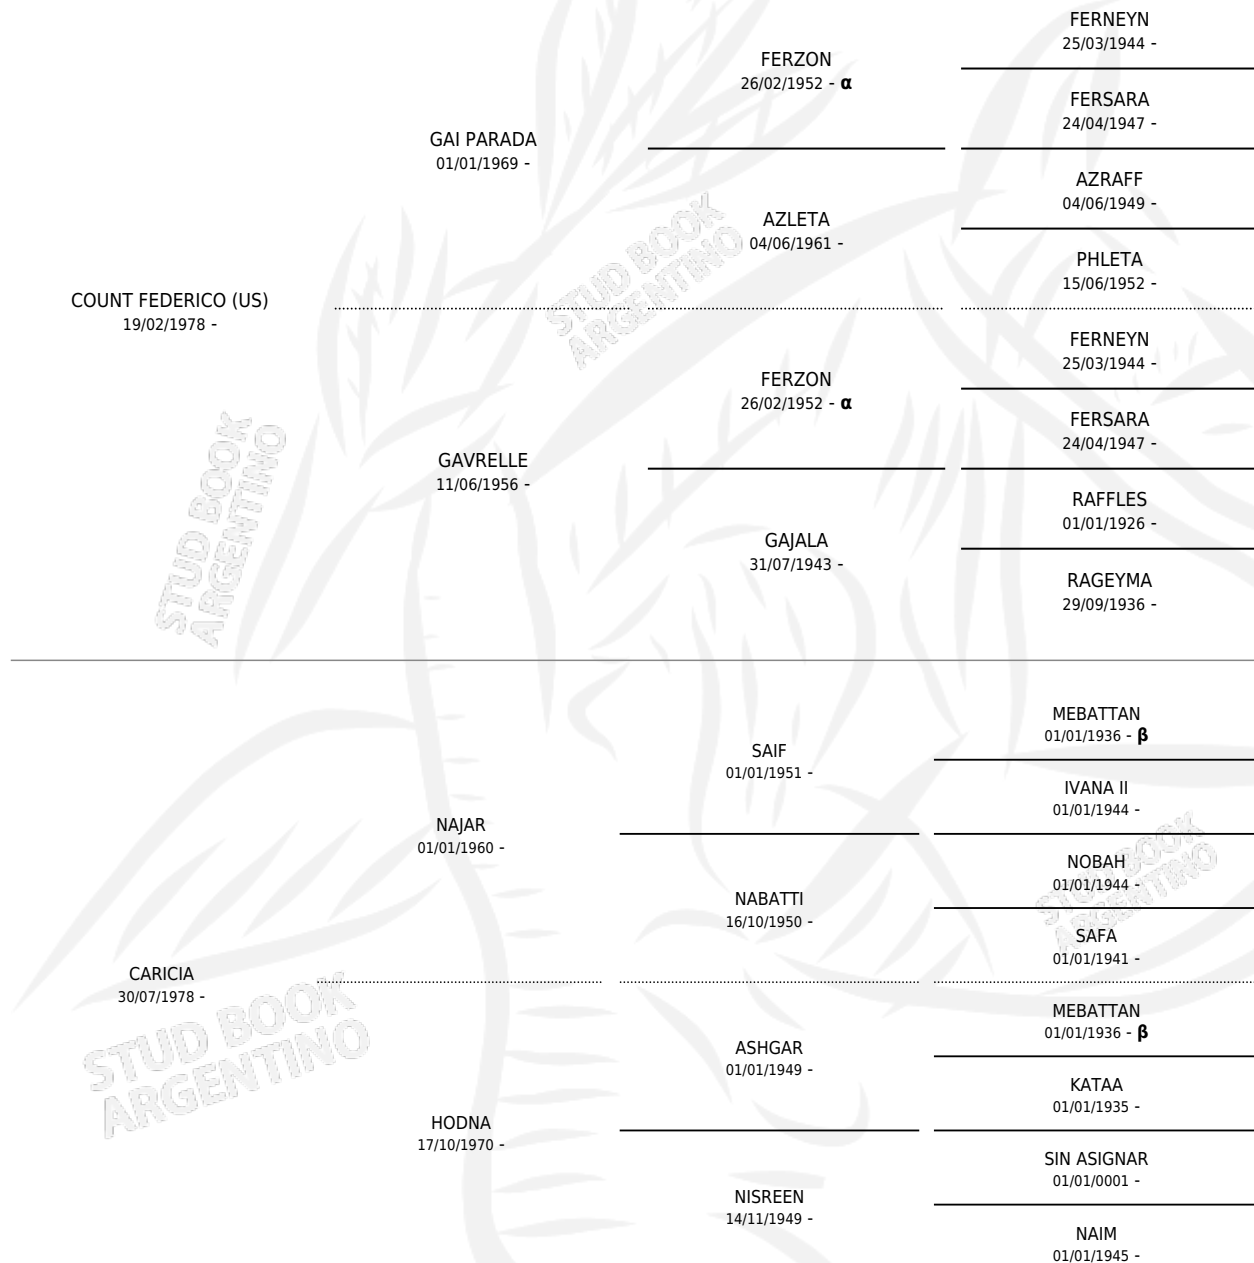 FERNEYN
25/03/1944 -
FERZON
26/02/1952 - α
FERSARA
24/04/1947 -
GAI PARADA
01/01/1969 -
AZRAFF
04/06/1949 -
AZLETA
04/06/1961 -
PHLETA
15/06/1952 -
COUNT FEDERICO (US)
19/02/1978 -
FERNEYN
25/03/1944 -
FERZON
26/02/1952 - α
FERSARA
24/04/1947 -
GAVRELLE
11/06/1956 -
RAFFLES
01/01/1926 -
GAJALA
31/07/1943 -
RAGEYMA
29/09/1936 -
MEBATTAN
01/01/1936 - β
SAIF
01/01/1951 -
IVANA II
01/01/1944 -
NAJAR
01/01/1960 -
NOBAH
01/01/1944 -
NABATTI
16/10/1950 -
SAFA
01/01/1941 -
CARICIA
30/07/1978 -
MEBATTAN
01/01/1936 - β
ASHGAR
01/01/1949 -
KATAA
01/01/1935 -
HODNA
17/10/1970 -
SIN ASIGNAR
01/01/0001 -
NISREEN
14/11/1949 -
NAIM
01/01/1945 -
STUD BOOK
ARGENTINO
STUD BOOK
ARGENTINO
STUD BOOK
ARGENTINO
STUD BOOK
ARGENTINO